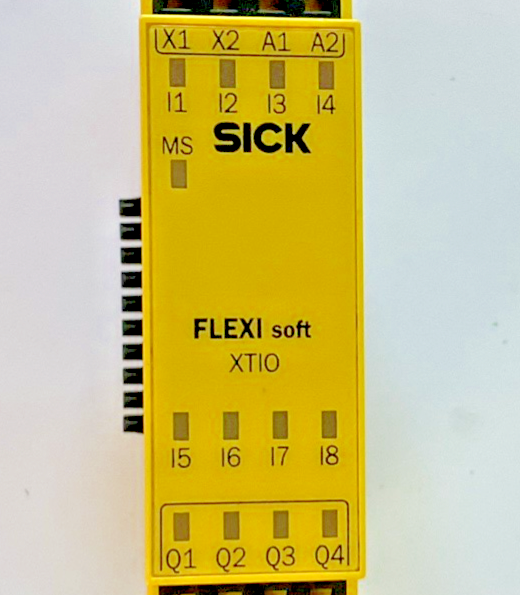 X1 X2 A1 A2
I1 I2 I3 I4
MS SICK
FLEXI soft
XTIO
I5 I6 I7 I8
Q1 Q2 Q3 Q4